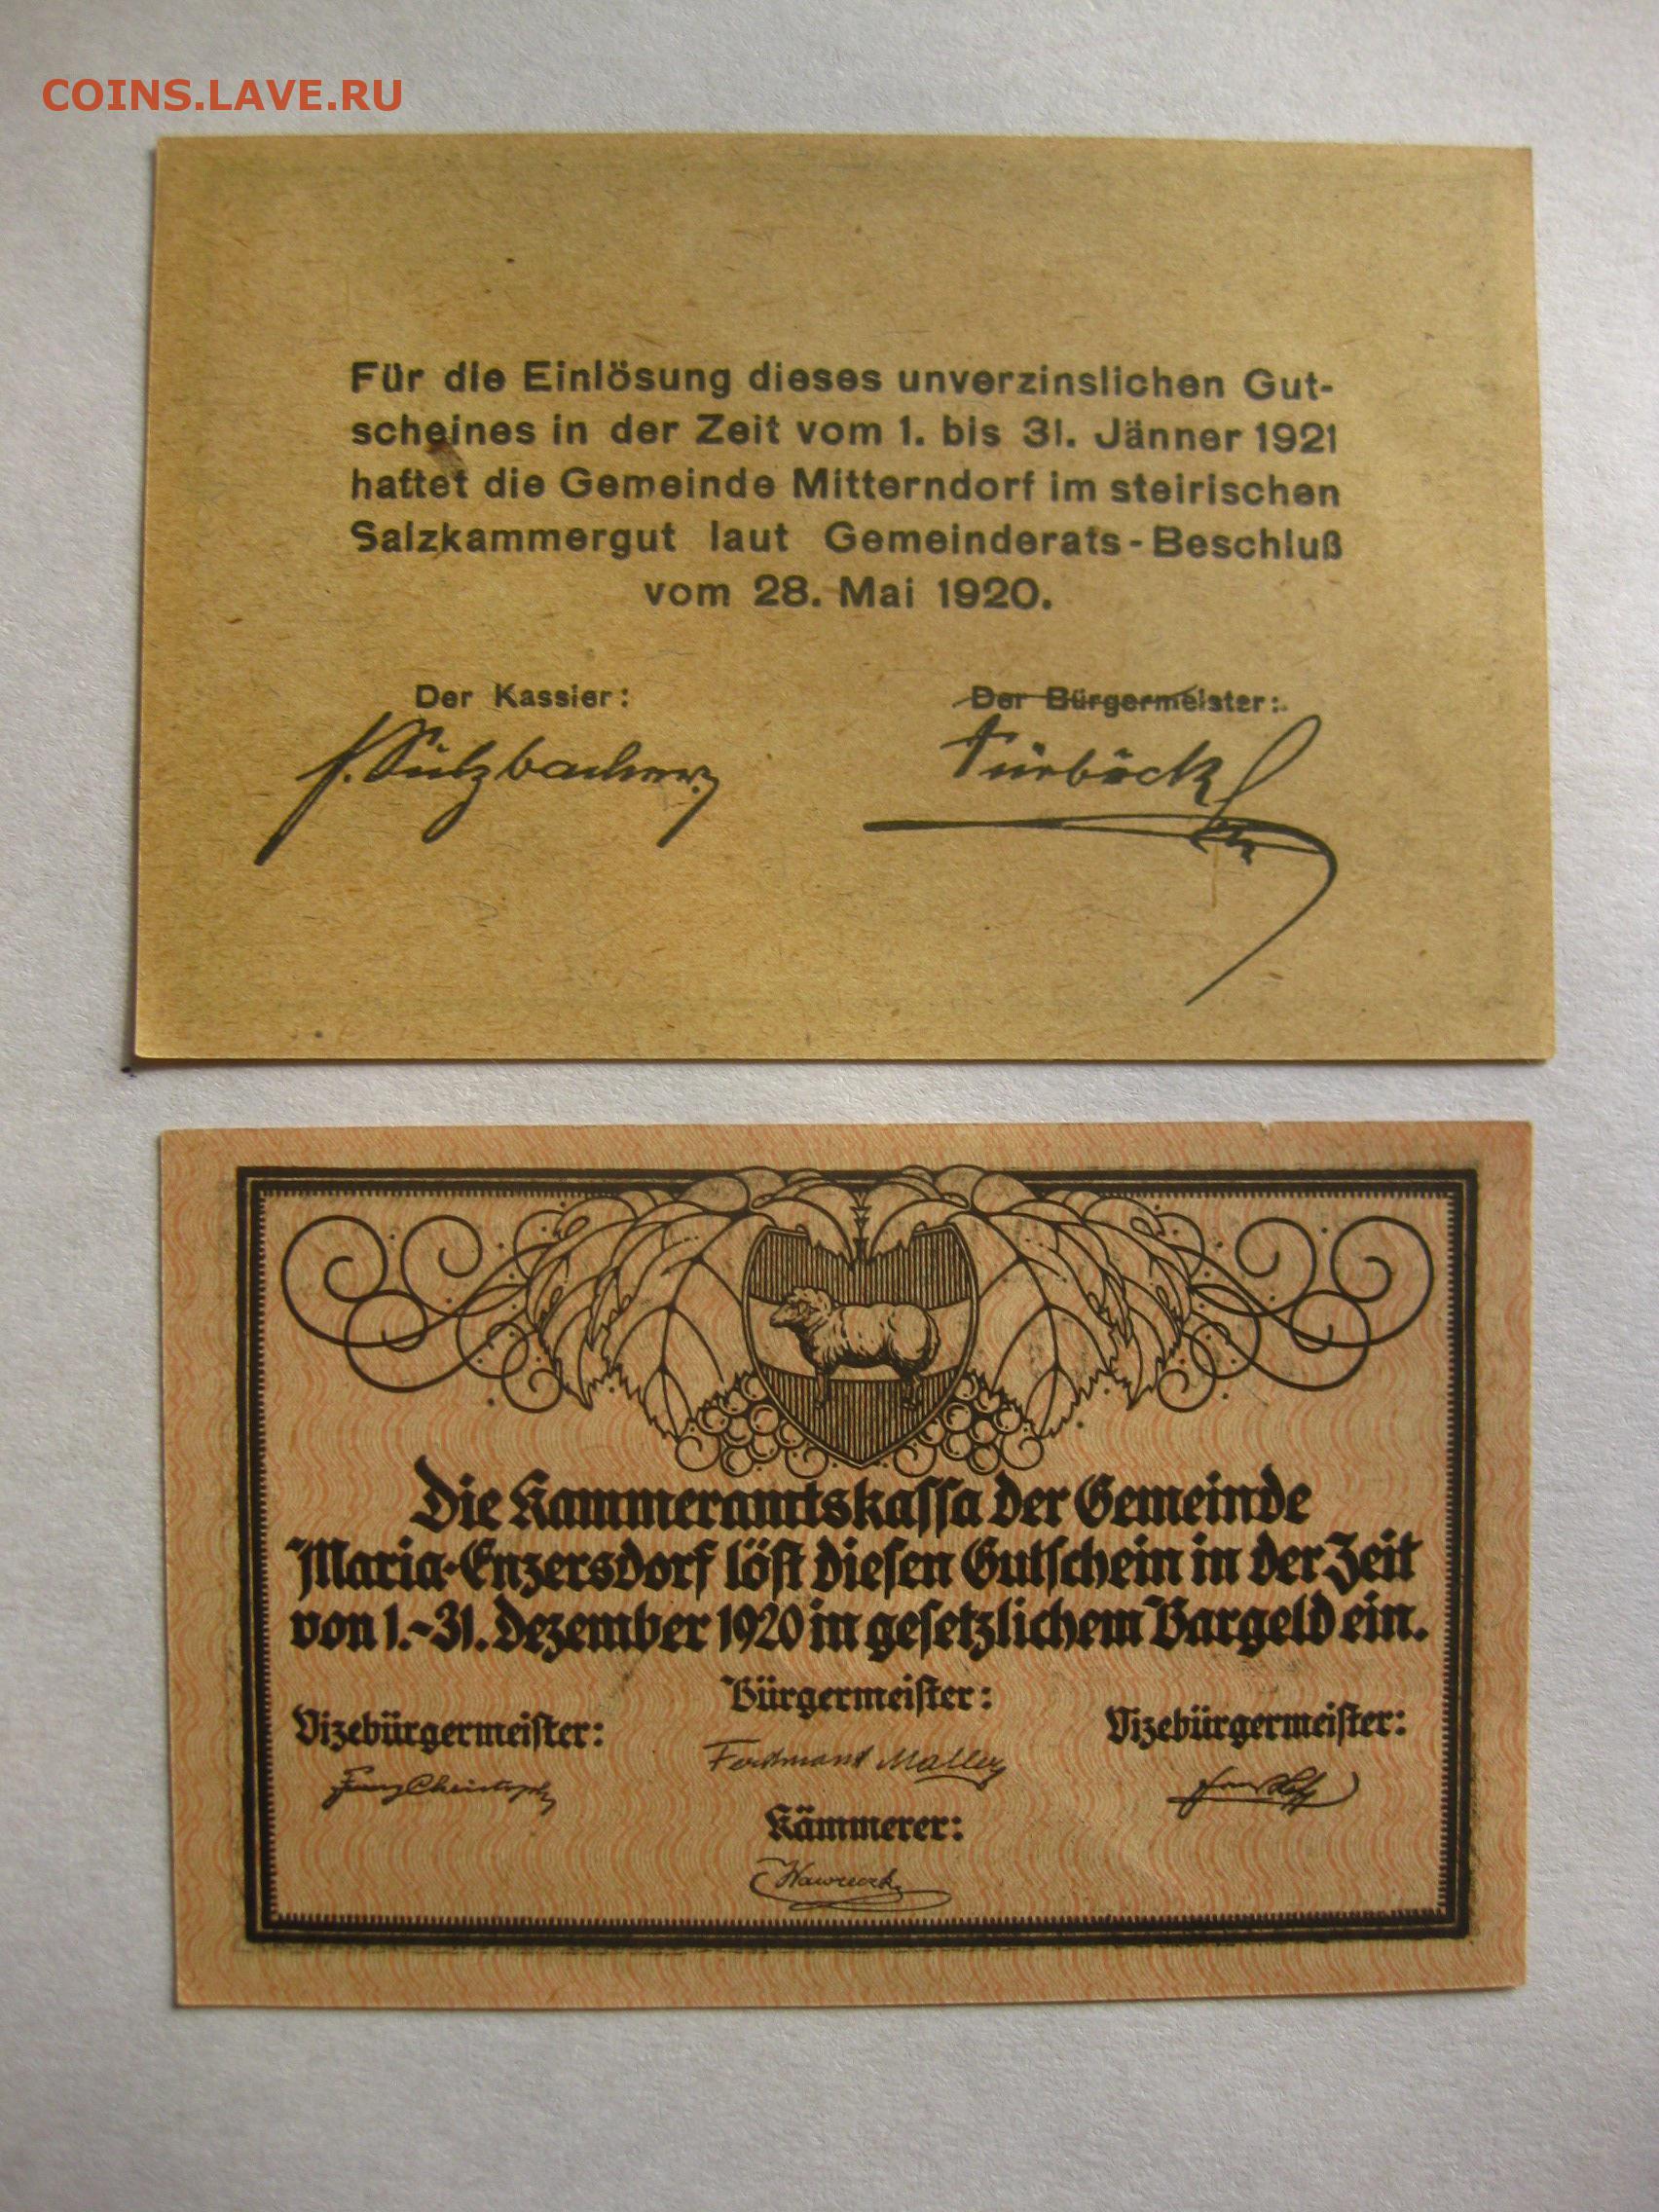 COINS.LAVE.RU
Für die Einlösung dieses unverzinslichen Gut-
scheines in der Zeit vom 1. bis 31. Jänner 1921
haftet die Gemeinde Mitterndorf im steirischen
Salzkammergut laut Gemeinderats-Beschluß
vom 28. Mai 1920.
Der Kassier: Der Bürgermeister:
Die Kammeramtskassa der Gemeinde
Maria-Enzersdorf löst diesen Gutschein in der Zeit
von 1.-31. Dezember 1920 in gesetzlichem Bargeld ein.
Bürgermeister:
Vizebürgermeister: Vizebürgermeister:
Kämmerer: